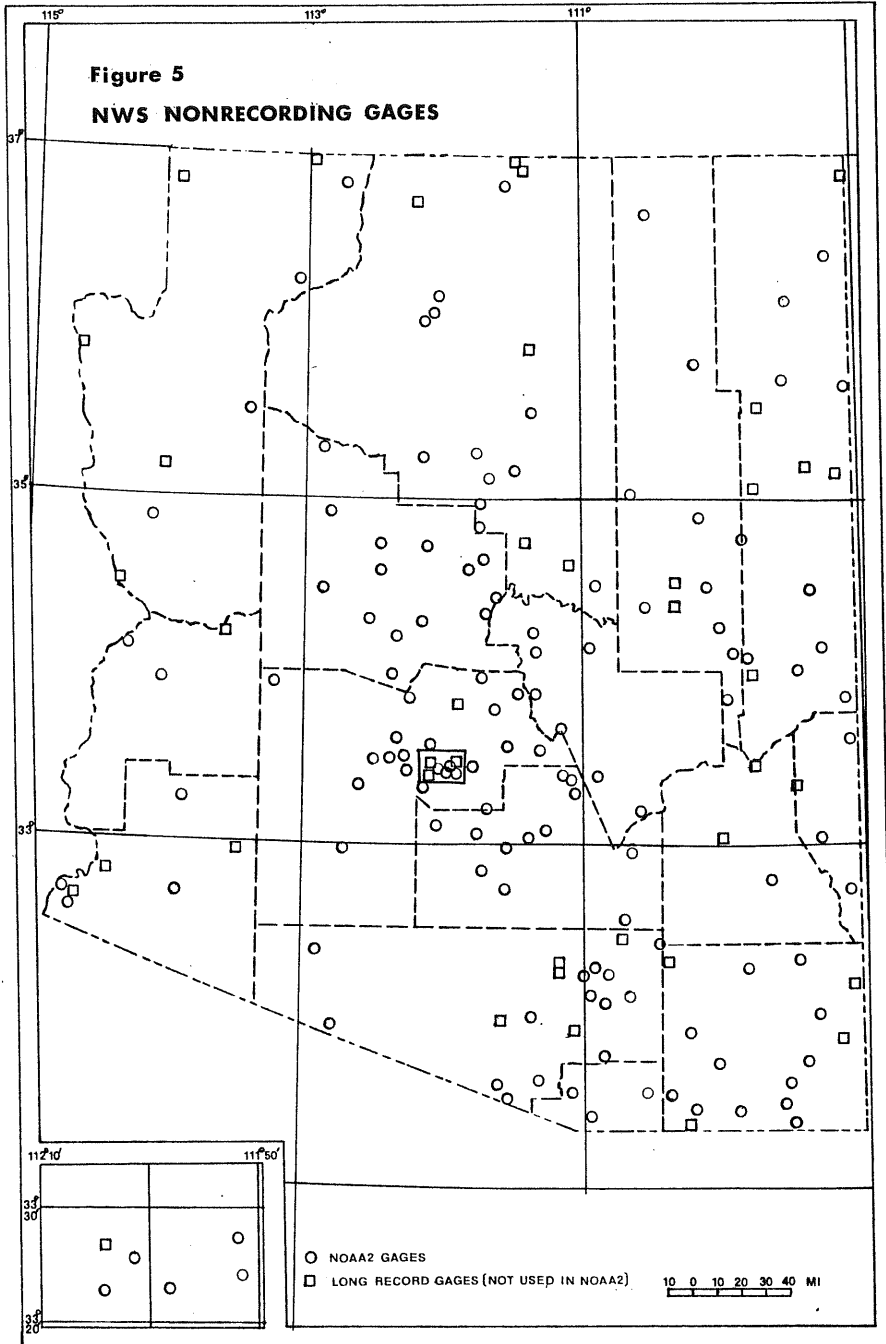 115° 113° 111°
Figure 5
NWS NONRECORDING GAGES
37°
35°
33°
112°10' 111°50'
33°
30'
33°
20'
O NOAA2 GAGES
□ LONG RECORD GAGES [NOT USED IN NOAA2]
10 0 10 20 30 40 MI